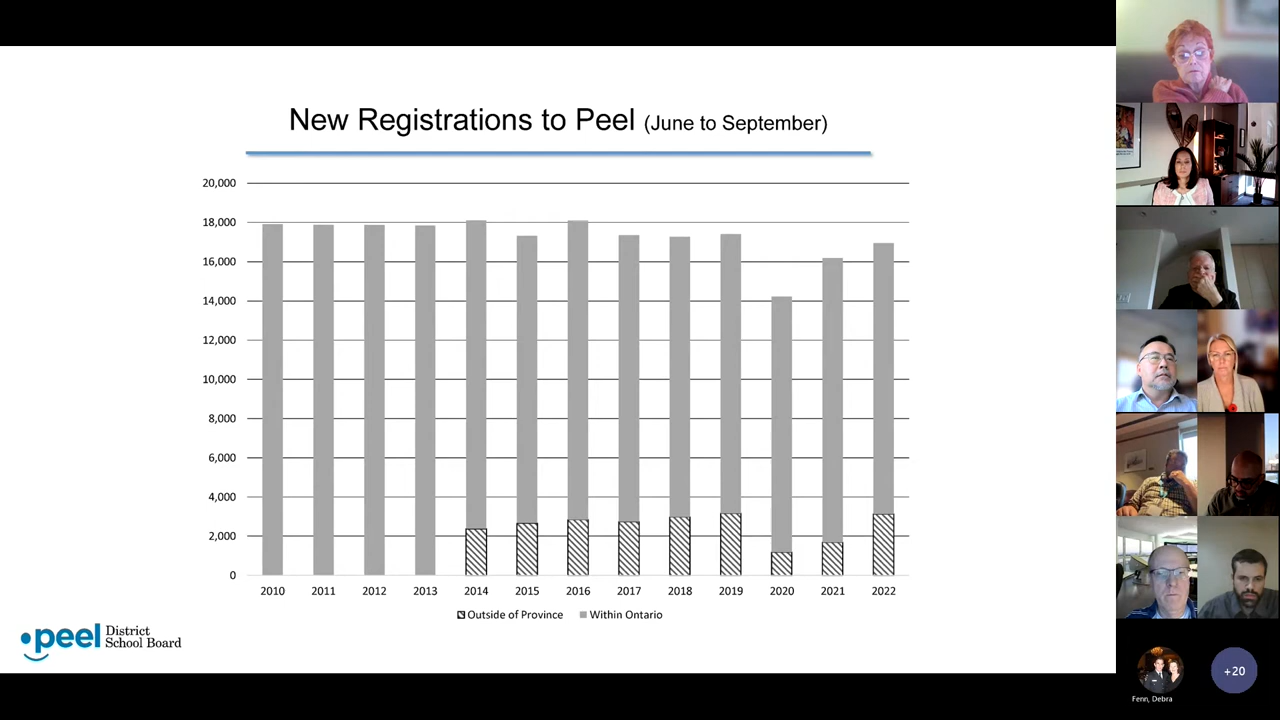 New Registrations to Peel (June to September)
20,000
18,000
16,000
14,000
12,000
10,000
8,000
6,000
4,000
2,000
0
2010 2011 2012 2013 2014 2015 2016 2017 2018 2019 2020 2021 2022
Outside of Province Within Ontario
peel District School Board
Fenn, Debra
+20